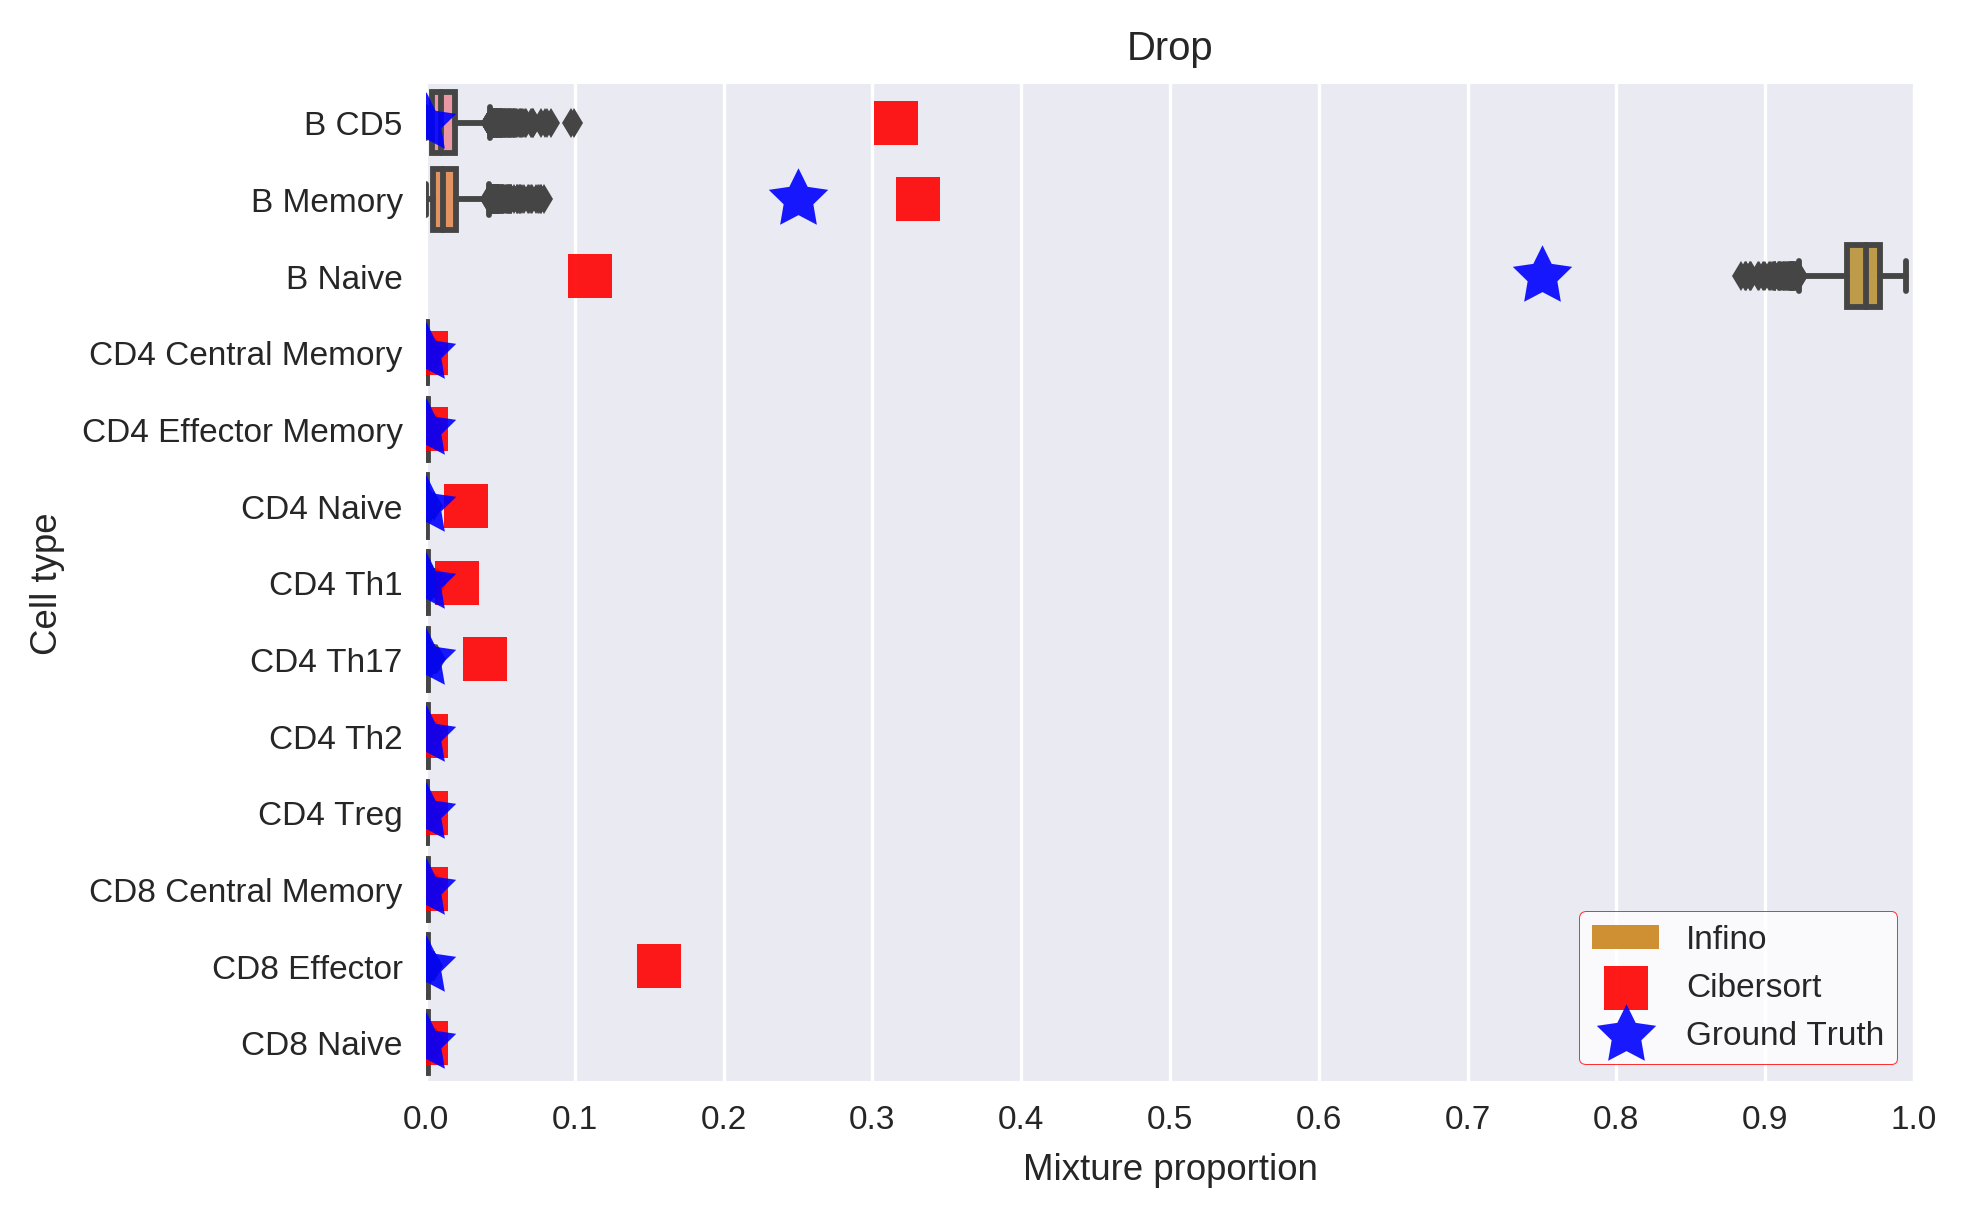 Drop
B CD5
B Memory
B Naive
CD4 Central Memory
CD4 Effector Memory
CD4 Naive
CD4 Th1
CD4 Th17
CD4 Th2
CD4 Treg
CD8 Central Memory
CD8 Effector
CD8 Naive
Cell type
Infino
Cibersort
Ground Truth
0.0 0.1 0.2 0.3 0.4 0.5 0.6 0.7 0.8 0.9 1.0
Mixture proportion